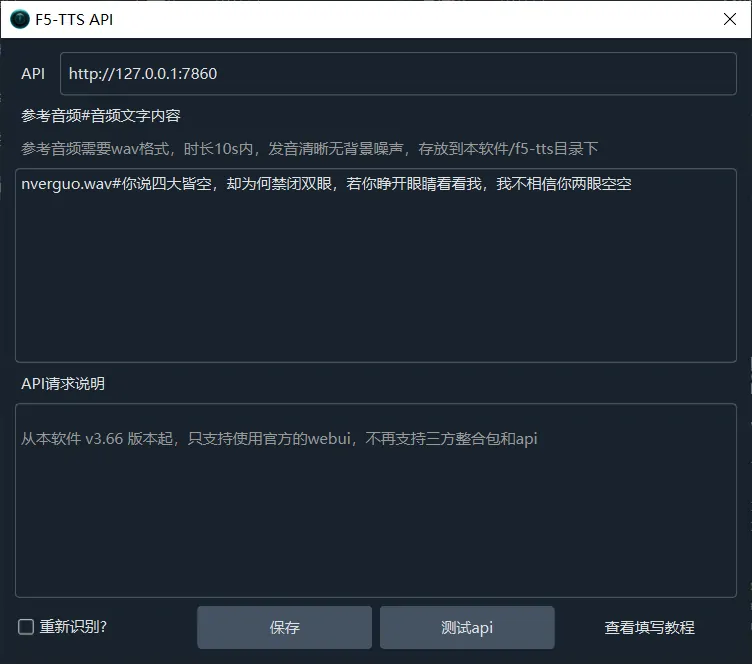 F5-TTS API
API
http://127.0.0.1:7860
参考音频#音频文字内容
参考音频需要wav格式，时长10s内，发音清晰无背景噪声，存放到本软件/f5-tts目录下
nverguo.wav#你说四大皆空，却为何禁闭双眼，若你睁开眼睛看看我，我不相信你两眼空空
API请求说明
从本软件 v3.66 版本起，只支持使用官方的webui，不再支持三方整合包和api
重新识别?
保存
测试api
查看填写教程